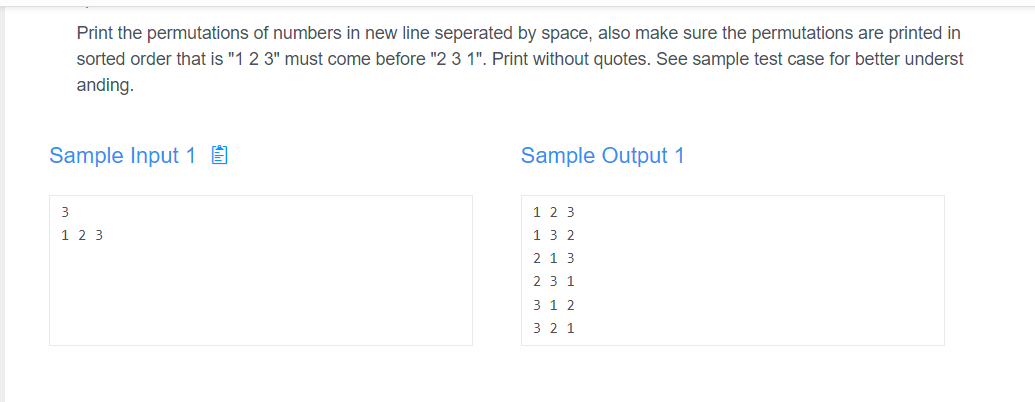 Print the permutations of numbers in new line seperated by space, also make sure the permutations are printed in
sorted order that is "1 2 3" must come before "2 3 1". Print without quotes. See sample test case for better underst
anding.
Sample Input 1
3
1 2 3
Sample Output 1
1 2 3
1 3 2
2 1 3
2 3 1
3 1 2
3 2 1